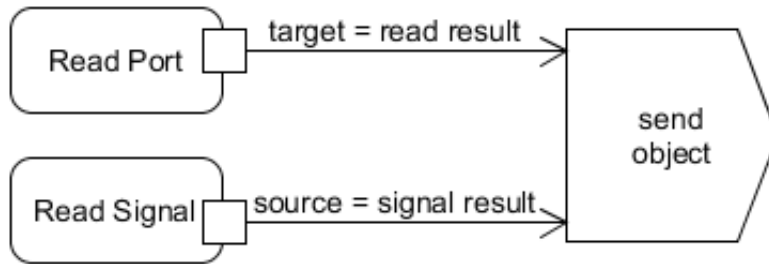 Read Port
target = read result
send
object
Read Signal
source = signal result